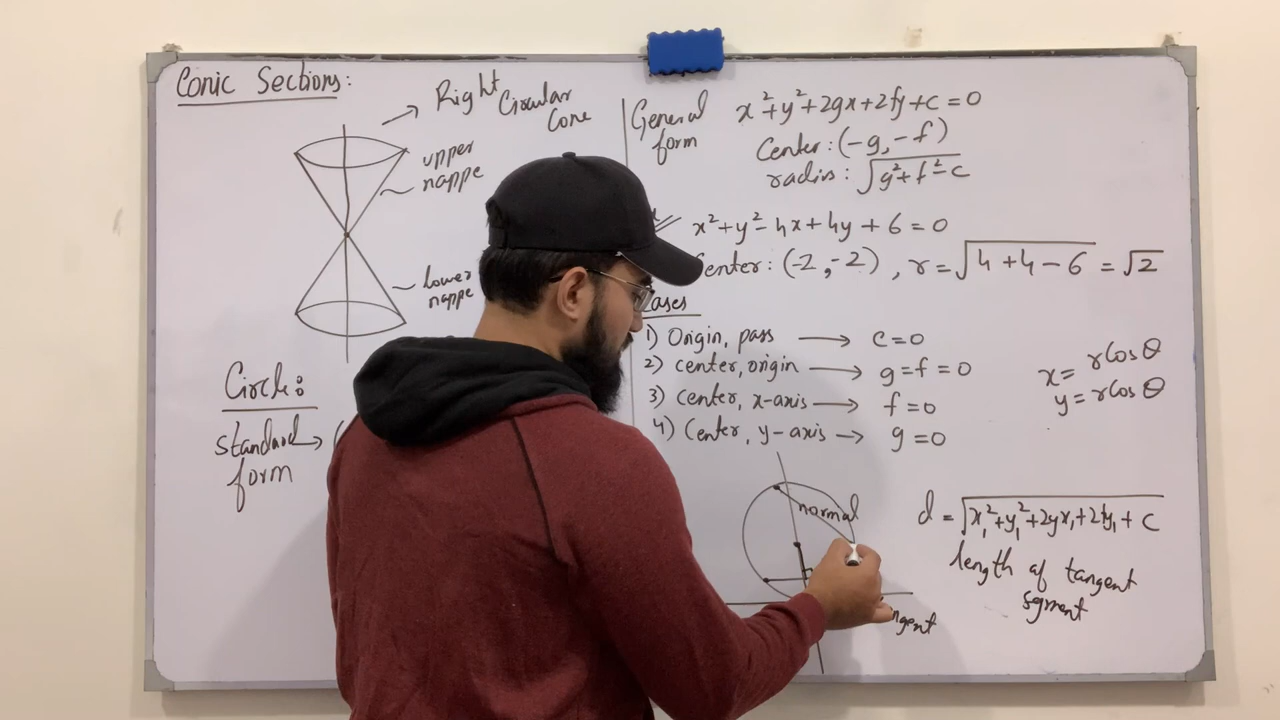 Conic Sections:
Right Circular Cone
upper nappe
lower nappe
Circle:
standard → (
form
General form
x²+y²+2gx+2fy+c=0
Center: (-g, -f)
radius: √g²+f²-c
x²+y²-4x+4y+6=0
Center: (-2,-2), r=√4+4-6 = √2
Cases
1) Origin, pass → c=0
2) center, origin → g=f=0
3) center, x-axis → f=0
4) Center, y-axis → g=0
x= rCosθ
y= rCosθ
normal
ngent
d = √x₁²+y₁²+2gx₁+2fy₁+c
length of tangent
segment